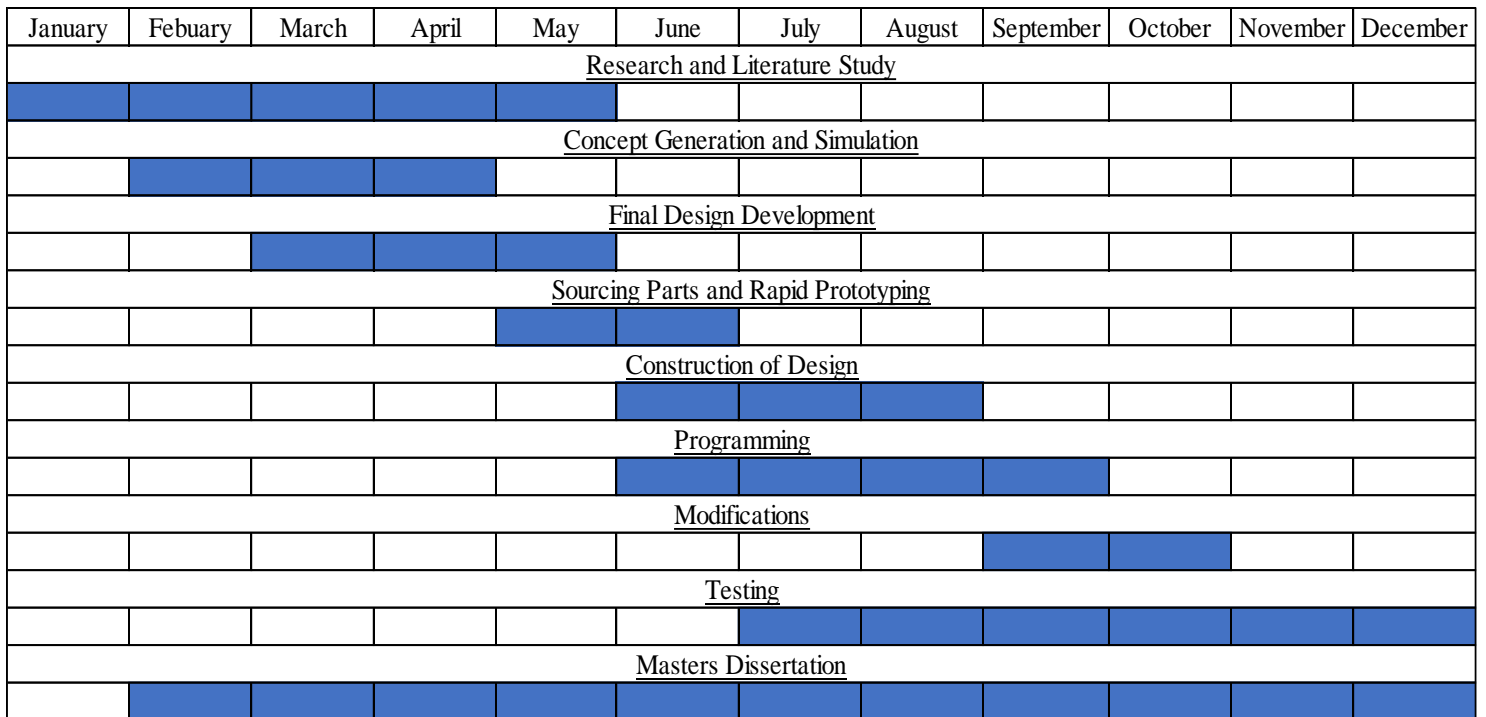 January Febuary March April May June July August September October November December
Research and Literature Study
Concept Generation and Simulation
Final Design Development
Sourcing Parts and Rapid Prototyping
Construction of Design
Programming
Modifications
Testing
Masters Dissertation